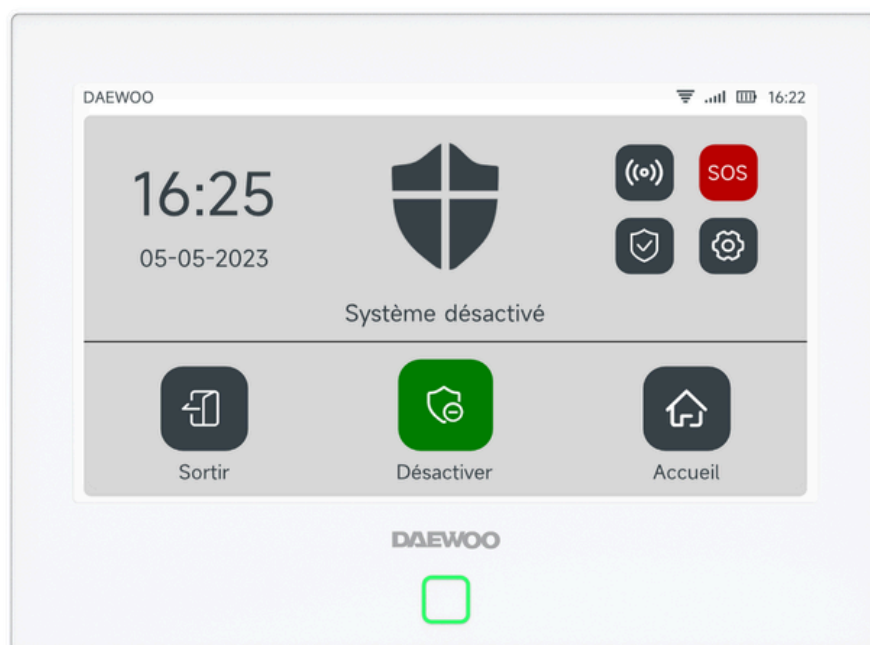 DAEWOO 16:22
16:25
SOS
05-05-2023
Système désactivé
Sortir Désactiver Accueil
DAEWOO